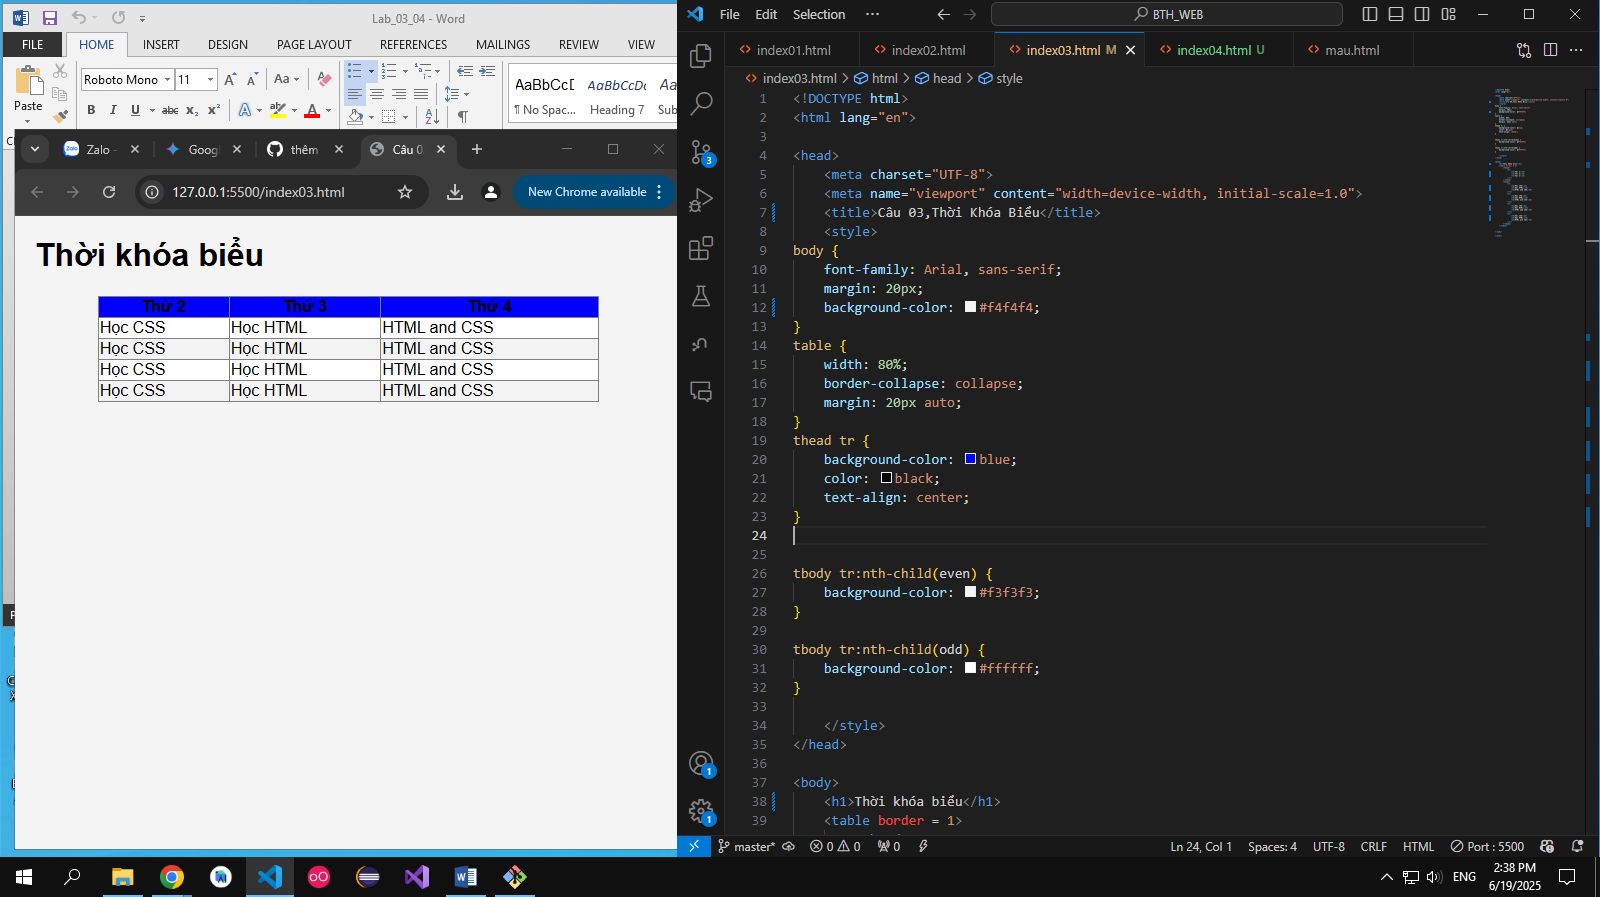 Lab_03_04 - Word
FILE HOME INSERT DESIGN PAGE LAYOUT REFERENCES MAILINGS REVIEW VIEW
Paste
Roboto Mono 11
AaBbCcD AaBbCcDc
¶ No Spac... Heading 7
Zalo -
Googl
thêm
Câu 0
127.0.0.1:5500/index03.html
New Chrome available
Thời khóa biểu
Thứ 2 Thứ 3 Thứ 4
Học CSS Học HTML HTML and CSS
Học CSS Học HTML HTML and CSS
Học CSS Học HTML HTML and CSS
Học CSS Học HTML HTML and CSS
File Edit Selection ··· BTH_WEB
index01.html index02.html index03.html M index04.html U mau.html
index03.html > html > head > style
1 <!DOCTYPE html>
2 <html lang="en">
3
4 <head>
5 <meta charset="UTF-8">
6 <meta name="viewport" content="width=device-width, initial-scale=1.0">
7 <title>Câu 03,Thời Khóa Biểu</title>
8 <style>
9 body {
10 font-family: Arial, sans-serif;
11 margin: 20px;
12 background-color: #f4f4f4;
13 }
14 table {
15 width: 80%;
16 border-collapse: collapse;
17 margin: 20px auto;
18 }
19 thead tr {
20 background-color: blue;
21 color: black;
22 text-align: center;
23 }
24
25
26 tbody tr:nth-child(even) {
27 background-color: #f3f3f3;
28 }
29
30 tbody tr:nth-child(odd) {
31 background-color: #ffffff;
32 }
33
34 </style>
35 </head>
36
37 <body>
38 <h1>Thời khóa biểu</h1>
39 <table border = 1>
master* 0 0 0 Ln 24, Col 1 Spaces: 4 UTF-8 CRLF HTML Port : 5500
ENG
2:38 PM
6/19/2025